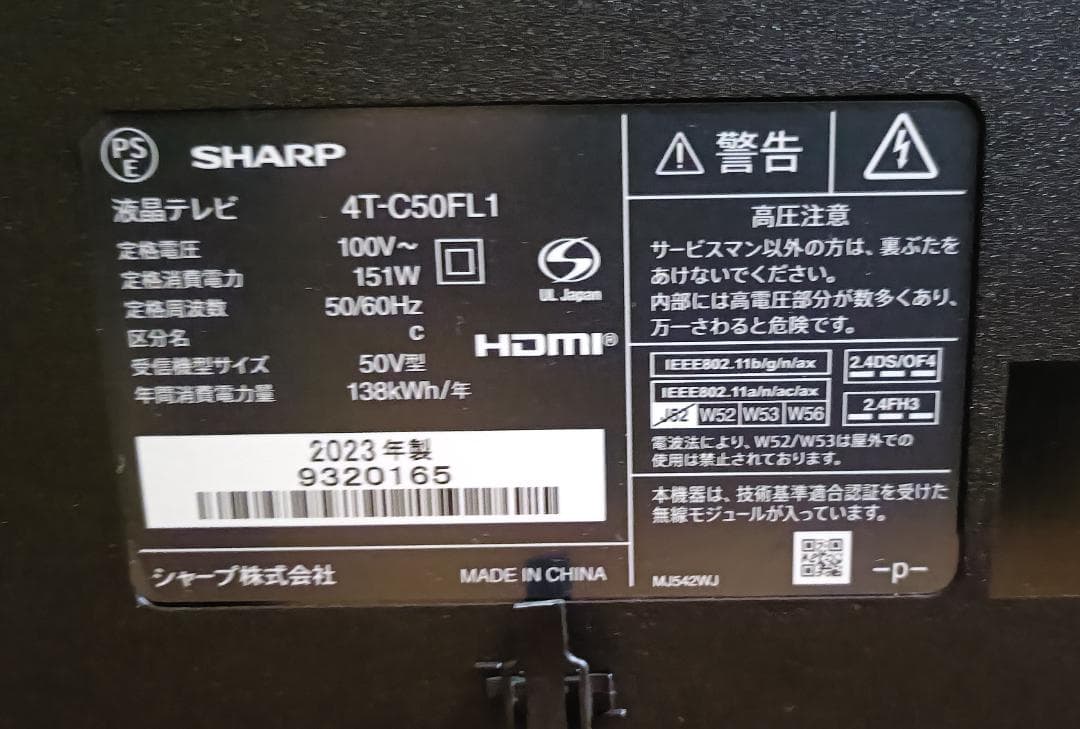 PS
E
SHARP
液晶テレビ 4T-C50FL1
定格電圧 100V～
定格消費電力 151W
定格周波数 50/60Hz
区分名 C
受信機型サイズ 50V型
年間消費電力量 138kWh/年
S
UL Japan
HDMI®
2023年製
9320165
シャープ株式会社 MADE IN CHINA
警告
高圧注意
サービスマン以外の方は、裏ぶたを
あけないでください。
内部には高電圧部分が数多くあり、
万一さわると危険です。
IEEE802.11b/g/n/ax 2.4DS/OF4
IEEE802.11a/n/ac/ax
J52 W52 W53 W56 2.4FH3
電波法により、W52/W53は屋外での
使用は禁止されております。
本機器は、技術基準適合認証を受けた
無線モジュールが入っています。
MJ542WJ -p-